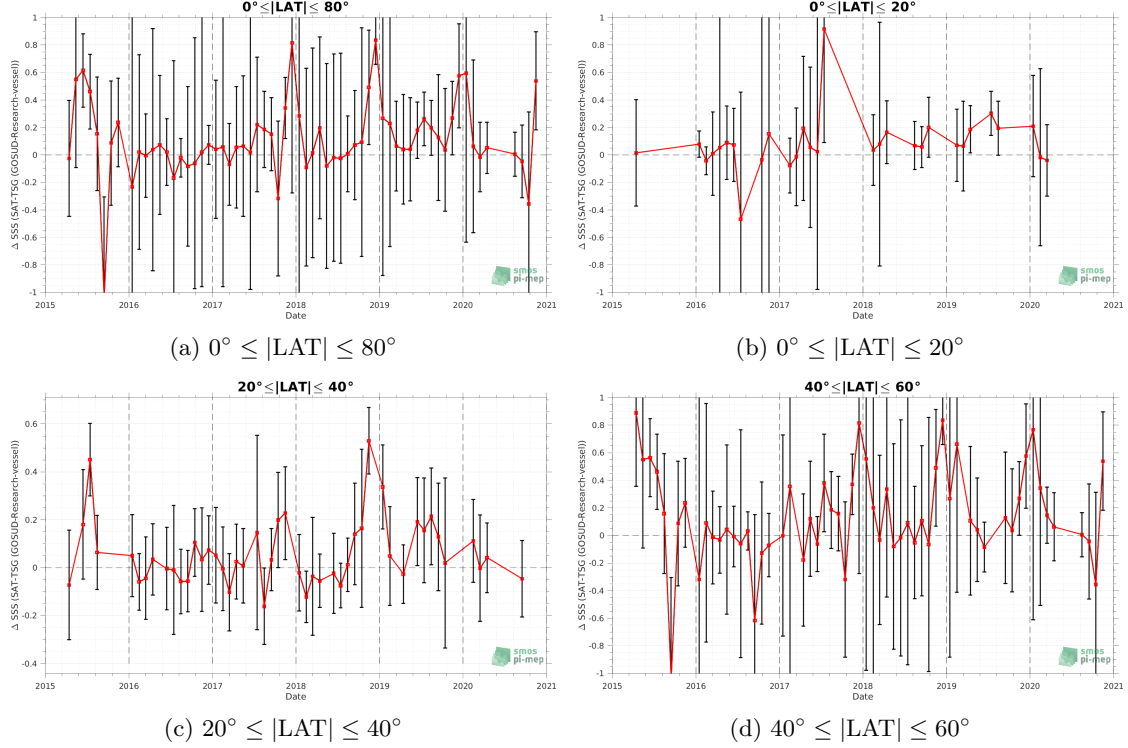 0°≤|LAT|≤ 80°
Δ SSS (SAT-TSG (GOSUD-Research-vessel))
1
0.8
0.6
0.4
0.2
0
-0.2
-0.4
-0.6
-0.8
-1
2015
2016
2017
2018
2019
2020
2021
Date
smos
pi-mep
(a) 0° ≤ |LAT| ≤ 80°
0°≤|LAT|≤ 20°
Δ SSS (SAT-TSG (GOSUD-Research-vessel))
1
0.8
0.6
0.4
0.2
0
-0.2
-0.4
-0.6
-0.8
-1
2015
2016
2017
2018
2019
2020
2021
Date
smos
pi-mep
(b) 0° ≤ |LAT| ≤ 20°
20°≤|LAT|≤ 40°
Δ SSS (SAT-TSG (GOSUD-Research-vessel))
0.6
0.4
0.2
0
-0.2
-0.4
2015
2016
2017
2018
2019
2020
2021
Date
smos
pi-mep
(c) 20° ≤ |LAT| ≤ 40°
40°≤|LAT|≤ 60°
Δ SSS (SAT-TSG (GOSUD-Research-vessel))
1
0.8
0.6
0.4
0.2
0
-0.2
-0.4
-0.6
-0.8
-1
2015
2016
2017
2018
2019
2020
2021
Date
smos
pi-mep
(d) 40° ≤ |LAT| ≤ 60°